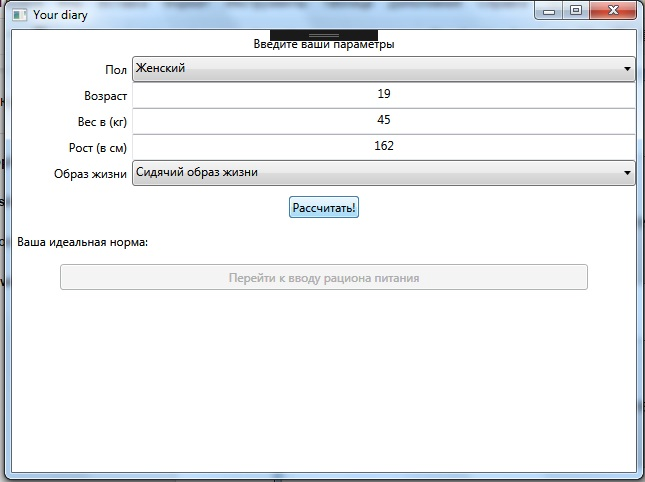 Your diary
Введите ваши параметры
Пол Женский
Возраст 19
Вес в (кг) 45
Рост (в см) 162
Образ жизни Сидячий образ жизни
Рассчитать!
Ваша идеальная норма:
Перейти к вводу рациона питания